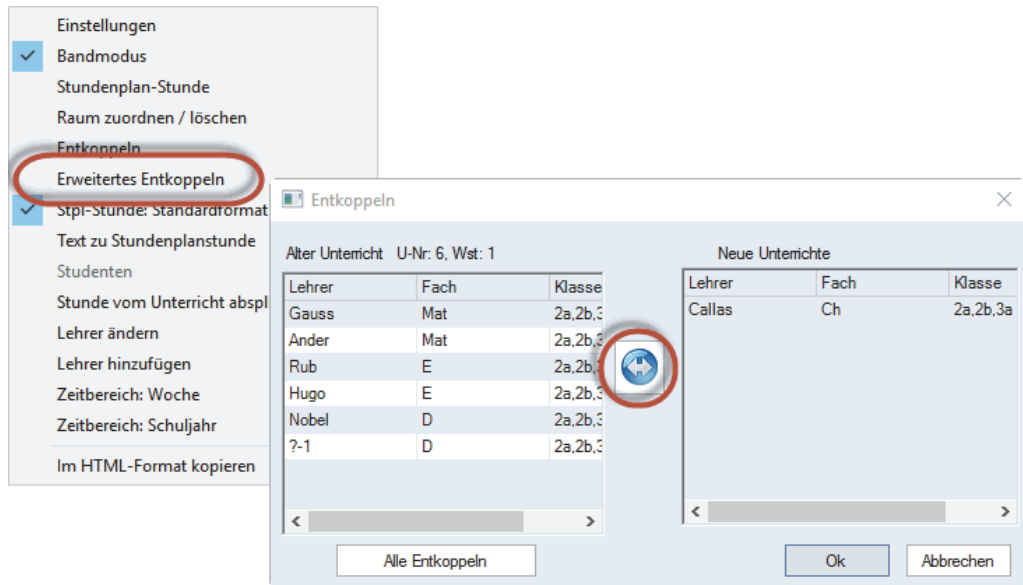 Einstellungen
Bandmodus
Stundenplan-Stunde
Raum zuordnen / löschen
Entkoppeln
Erweitertes Entkoppeln
Stpl-Stunde: Standardformat
Text zu Stundenplanstunde
Studenten
Stunde vom Unterricht abspl
Lehrer ändern
Lehrer hinzufügen
Zeitbereich: Woche
Zeitbereich: Schuljahr
Im HTML-Format kopieren
Entkoppeln
Alter Unterricht U-Nr: 6, Wst: 1
Lehrer Fach Klasse
Gauss Mat 2a,2b,3
Ander Mat 2a,2b,3
Rub E 2a,2b,
Hugo E 2a,2b,
Nobel D 2a,2b,3
?-1 D 2a,2b,3
Alle Entkoppeln
Neue Unterrichte
Lehrer Fach Klasse
Callas Ch 2a,2b,3a
Ok Abbrechen